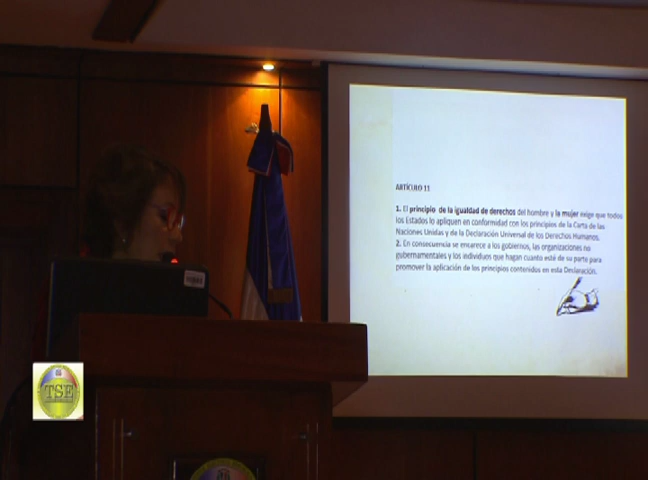 ARTÍCULO 11
1. El principio de la igualdad de derechos del hombre y la mujer exige que todos
los Estados lo apliquen en conformidad con los principios de la Carta de las
Naciones Unidas y de la Declaración Universal de los Derechos Humanos.
2. En consecuencia se encarece a los gobiernos, las organizaciones no
gubernamentales y los individuos que hagan cuanto esté de su parte para
promover la aplicación de los principios contenidos en esta Declaración.
TSE